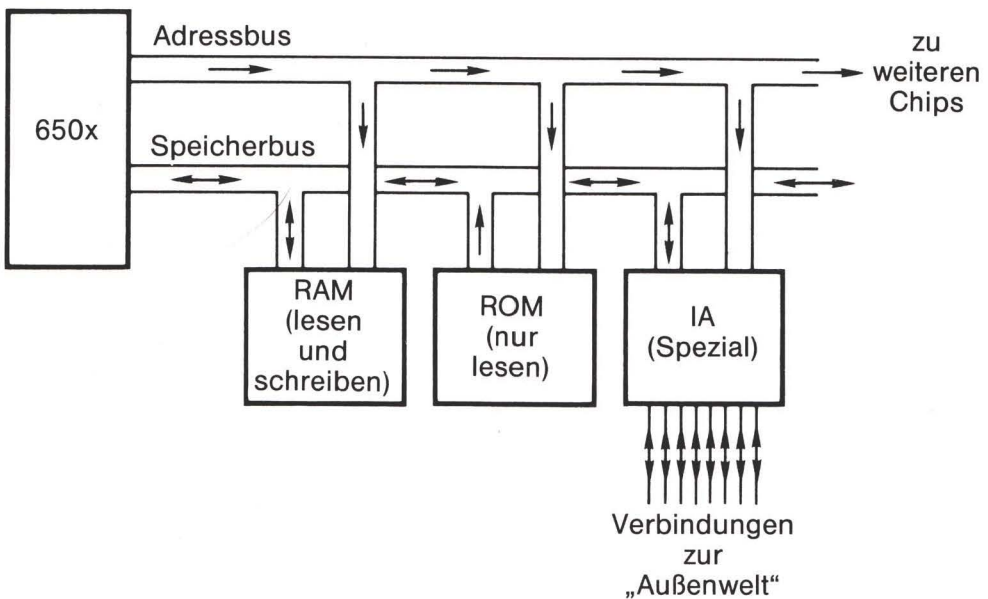 Adressbus
zu
weiteren
Chips
650x
Speicherbus
RAM
(lesen
und
schreiben)
ROM
(nur
lesen)
IA
(Spezial)
Verbindungen
zur
„Außenwelt“